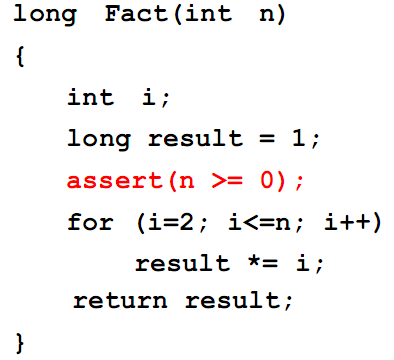 long Fact(int n)
{
int i;
long result = 1;
assert(n >= 0);
for (i=2; i<=n; i++)
result *= i;
return result;
}